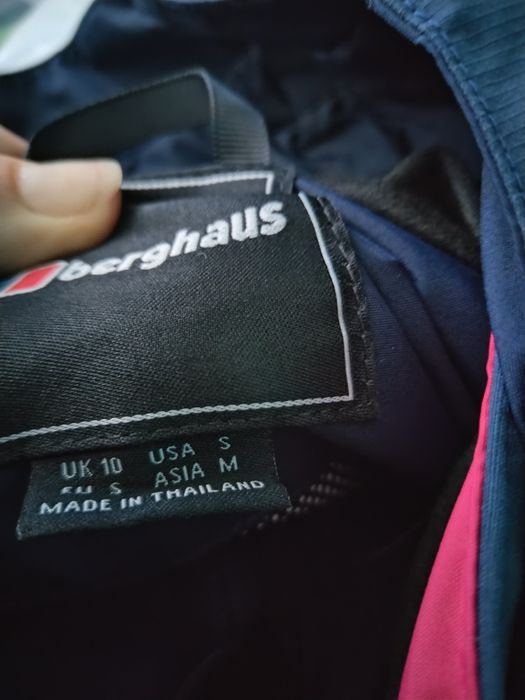 berghaus
UK 10 USA S
EU S ASIA M
MADE IN THAILAND